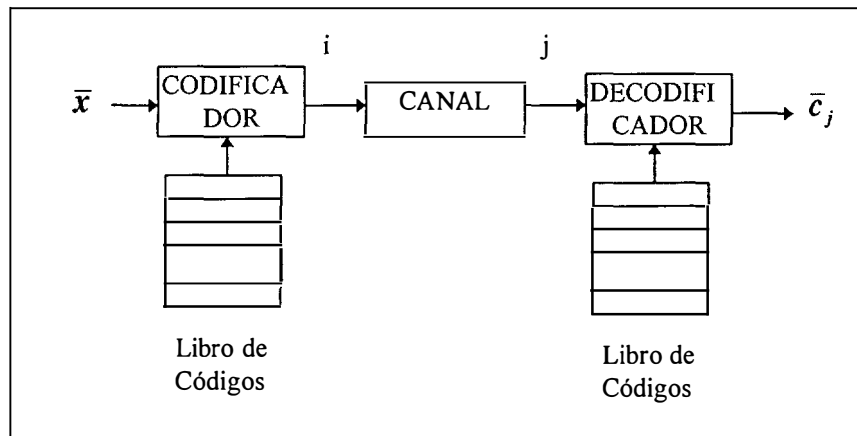 i
j
x̄
CODIFICA
DOR
CANAL
DECODIFI
CADOR
c̄ⱼ
Libro de
Códigos
Libro de
Códigos